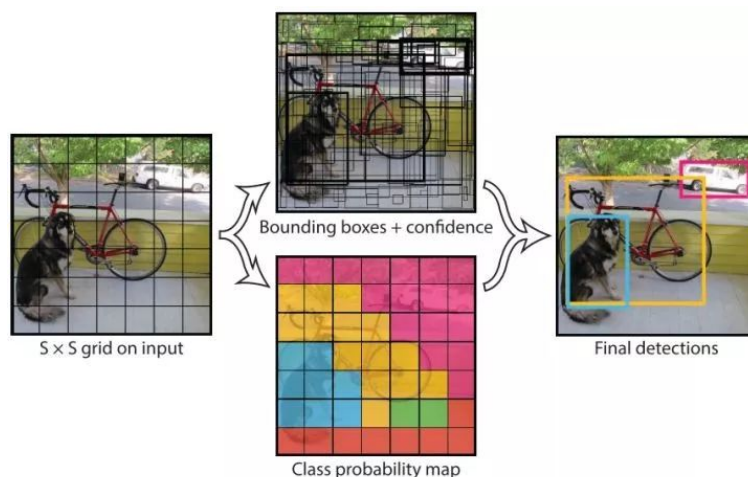 Bounding boxes + confidence
S × S grid on input
Final detections
Class probability map